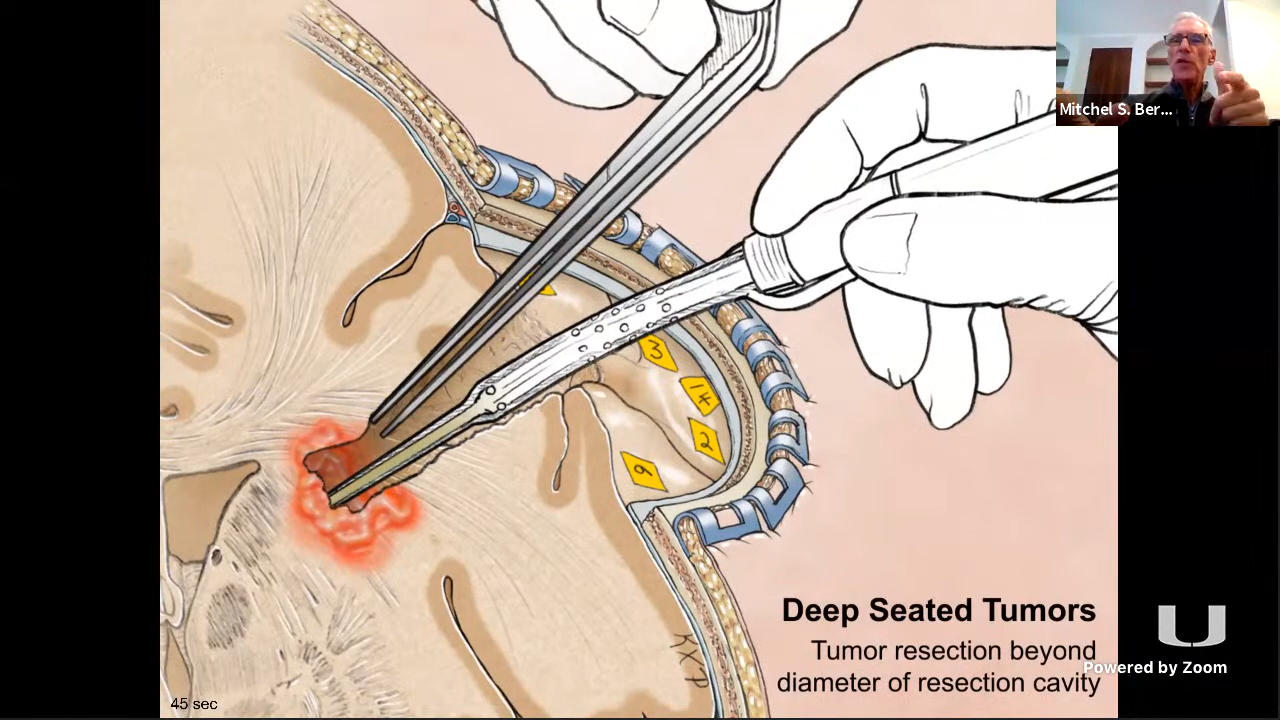 Mitchel S. Ber...
3
14
2
9
Deep Seated Tumors
Tumor resection beyond
diameter of resection cavity
U
Powered by Zoom
45 sec